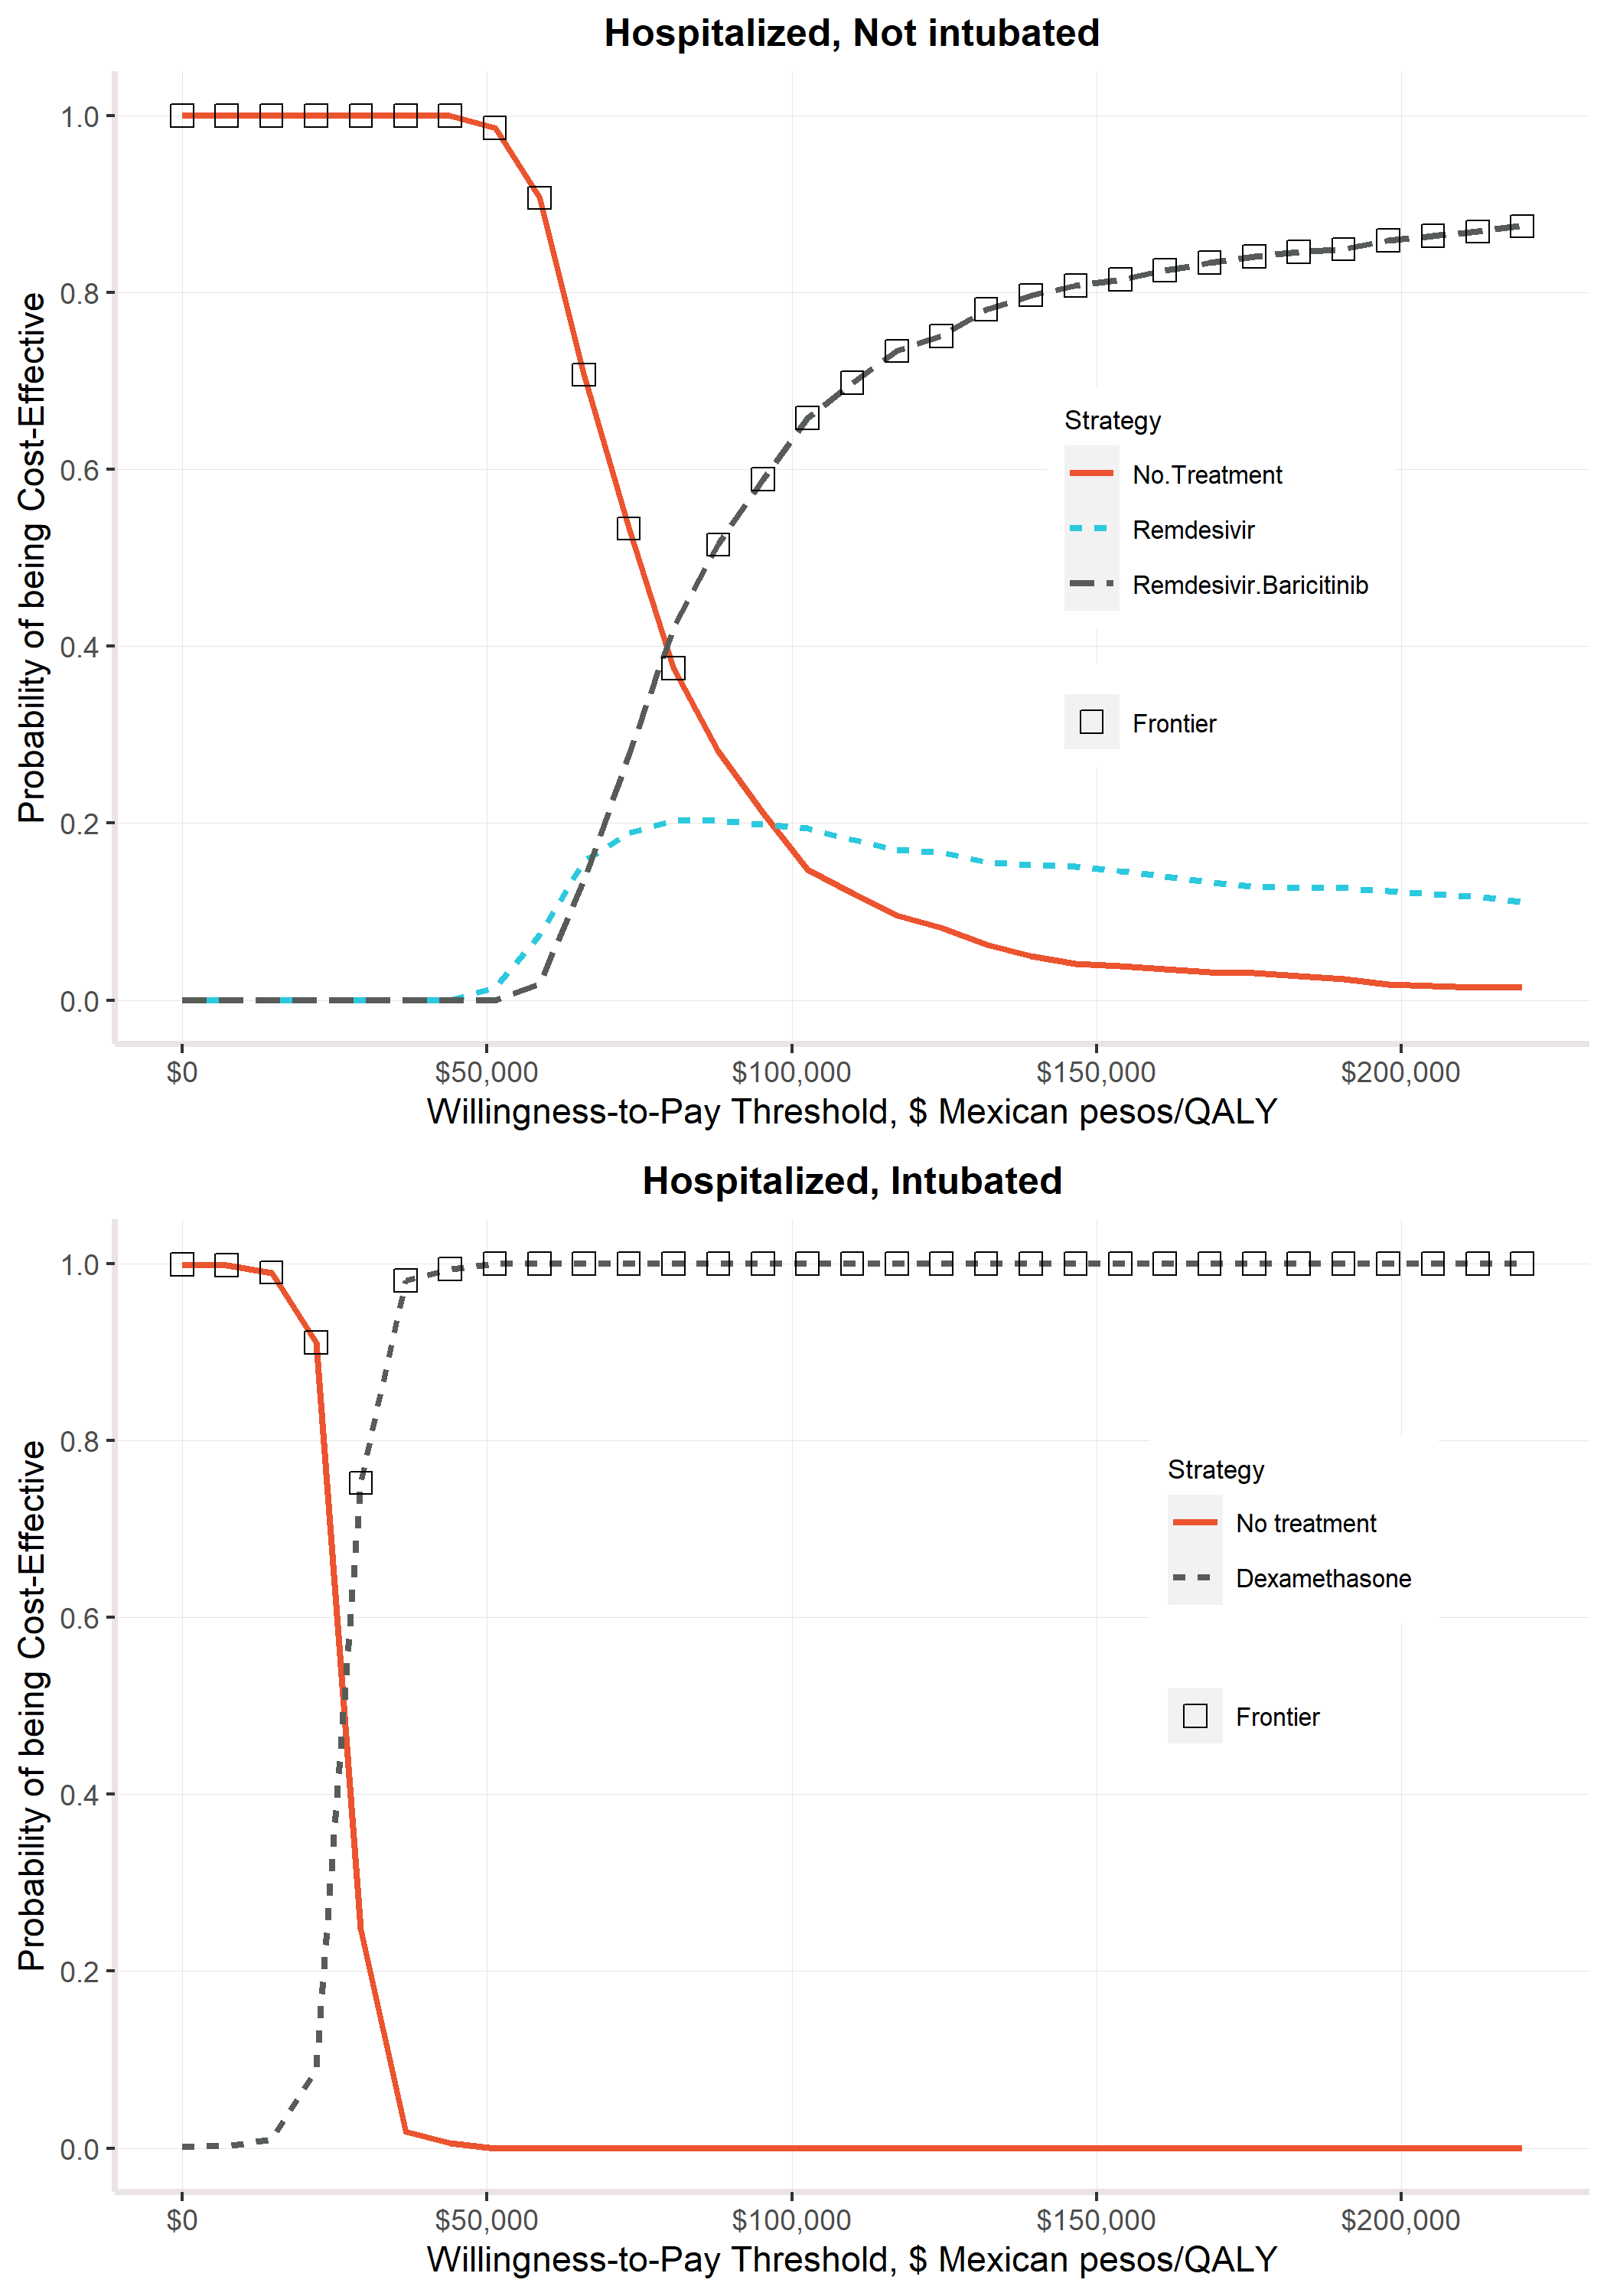 Hospitalized, Not intubated
Probability of being Cost-Effective
1.0
0.8
0.6
0.4
0.2
0.0
Strategy
No.Treatment
Remdesivir
Remdesivir.Baricitinib
Frontier
$0 $50,000 $100,000 $150,000 $200,000
Willingness-to-Pay Threshold, $ Mexican pesos/QALY
Hospitalized, Intubated
Probability of being Cost-Effective
1.0
0.8
0.6
0.4
0.2
0.0
Strategy
No treatment
Dexamethasone
Frontier
$0 $50,000 $100,000 $150,000 $200,000
Willingness-to-Pay Threshold, $ Mexican pesos/QALY